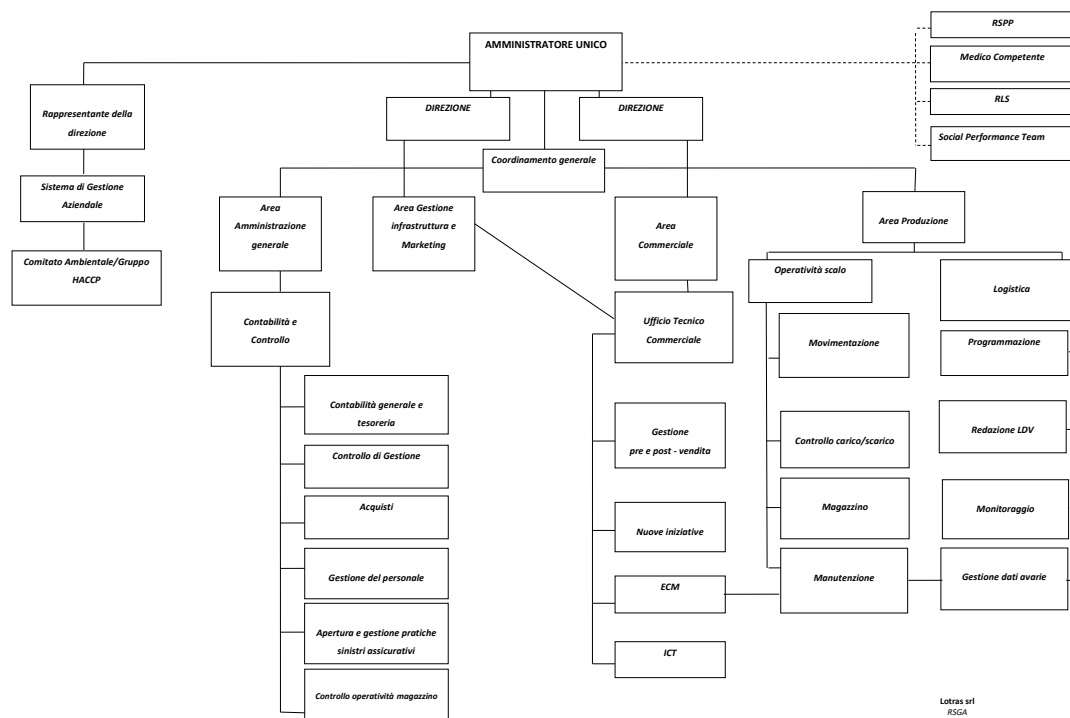 RSPP
AMMINISTRATORE UNICO
Medico Competente
Rappresentante della
direzione
DIREZIONE
DIREZIONE
RLS
Social Performance Team
Coordinamento generale
Sistema di Gestione
Aziendale
Area
Amministrazione
generale
Area Gestione
infrastruttura e
Marketing
Area
Commerciale
Area Produzione
Comitato Ambientale/Gruppo
HACCP
Operatività scalo
Logistica
Contabilità e
Controllo
Ufficio Tecnico
Commerciale
Movimentazione
Programmazione
Contabilità generale e
tesoreria
Gestione
pre e post - vendita
Controllo carico/scarico
Redazione LDV
Controllo di Gestione
Acquisti
Nuove iniziative
Magazzino
Monitoraggio
Gestione del personale
ECM
Manutenzione
Gestione dati avarie
Apertura e gestione pratiche
sinistri assicurativi
ICT
Controllo operatività magazzino
Lotras srl
RSGA